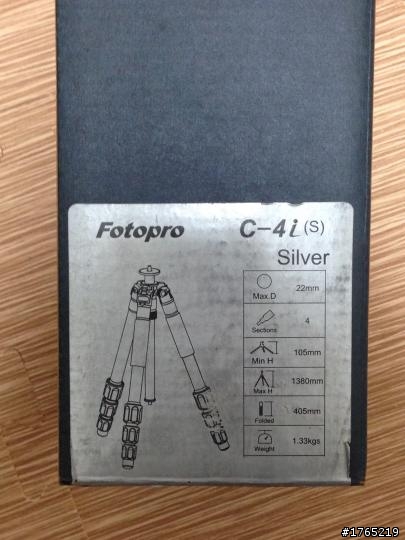 Fotopro C-4i(S)
Silver
Max.D 22mm
Sections 4
Min H 105mm
Max H 1380mm
Folded 405mm
Weight 1.33kgs
#1765219